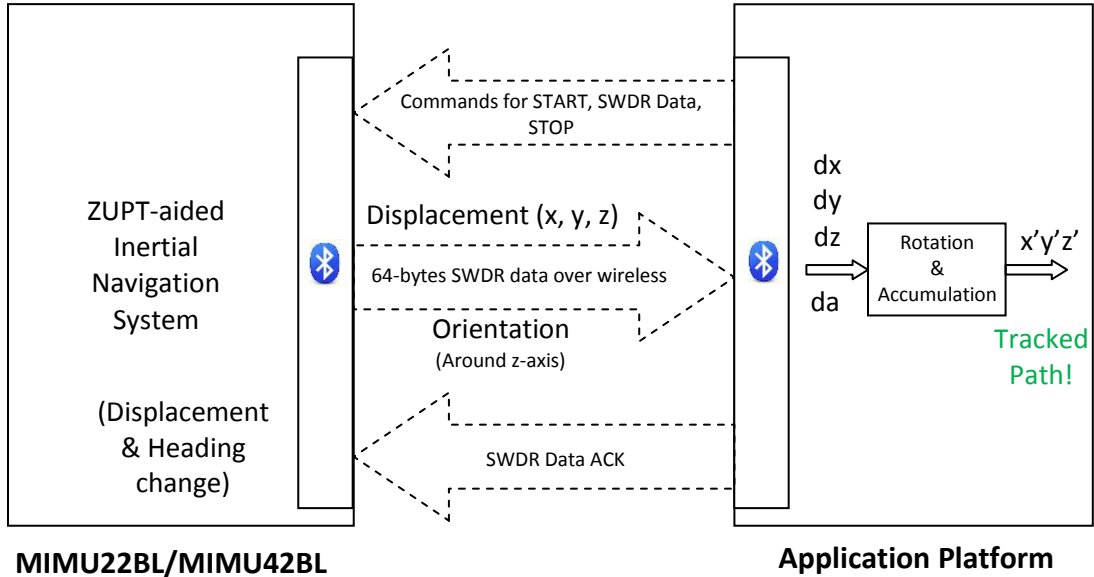 Commands for START, SWDR Data,
STOP
ZUPT-aided
Inertial
Navigation
System
(Displacement
& Heading
change)
Displacement (x, y, z)
64-bytes SWDR data over wireless
Orientation
(Around z-axis)
SWDR Data ACK
dx
dy
dz
da
Rotation
&
Accumulation
x’y’z’
Tracked
Path!
MIMU22BL/MIMU42BL
Application Platform